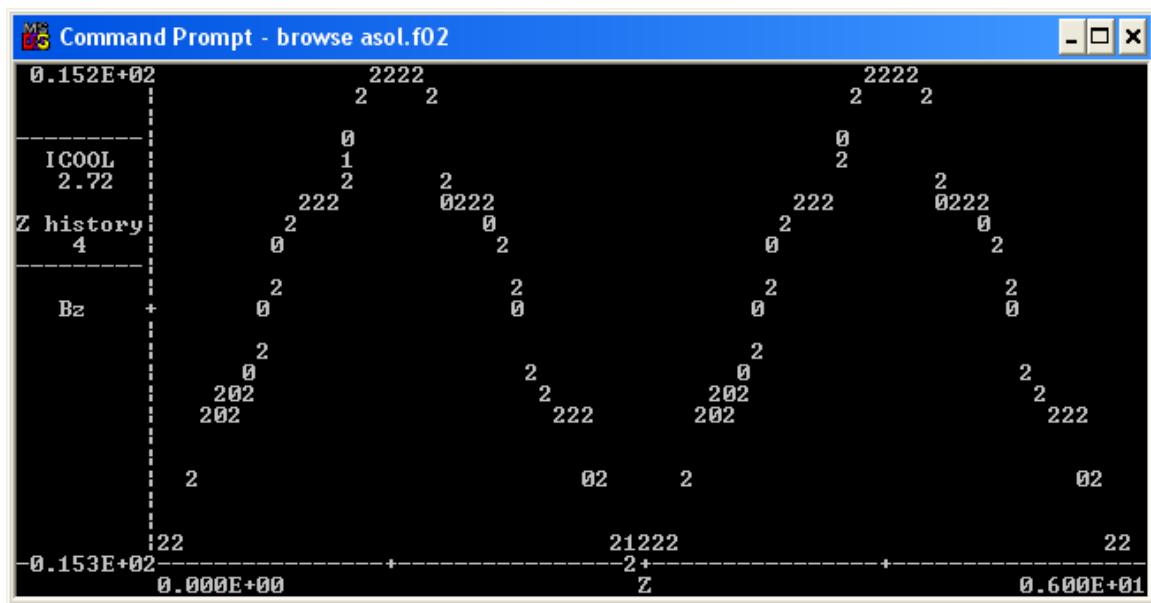 Command Prompt - browse asol.f02
0.152E+02 2222 2222
2 2 2 2
0 0
ICOOL 1 2
2.72 2 2 2
222 0222 222 0222
Z history 2 0 2 0
4 0 2 0 2
2 2 2 2
Bz + 0 0 0 0
2 2
0 2 0 2
202 2 202 2
202 222 202 222
2 02 2 02
22 21222 22
-0.153E+02-----------------+-----------------2+-----------------+-------------------
0.000E+00 Z 0.600E+01